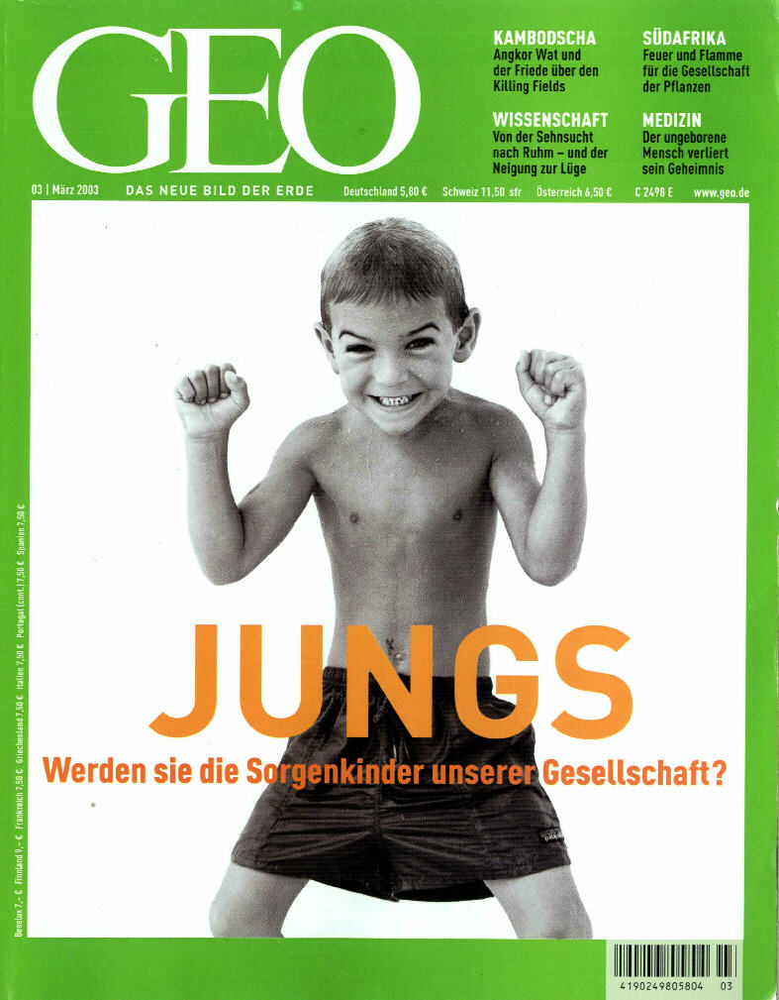 GEO
KAMBODSCHA
Angkor Wat und
der Friede über den
Killing Fields
SÜDAFRIKA
Feuer und Flamme
für die Gesellschaft
der Pflanzen
WISSENSCHAFT
Von der Sehnsucht
nach Ruhm – und der
Neigung zur Lüge
MEDIZIN
Der ungeborene
Mensch verliert
sein Geheimnis
03 | März 2003 DAS NEUE BILD DER ERDE Deutschland 5,80 € Schweiz 11,50 sfr Österreich 6,50 € C 2498 E www.geo.de
JUNGS
Werden sie die Sorgenkinder unserer Gesellschaft?
Benelux 7,– € Finnland 9,– € Frankreich 7,50 € Griechenland 7,50 € Italien 7,50 € Portugal (cont.) 7,50 € Spanien 7,50 €
4190249805804 03